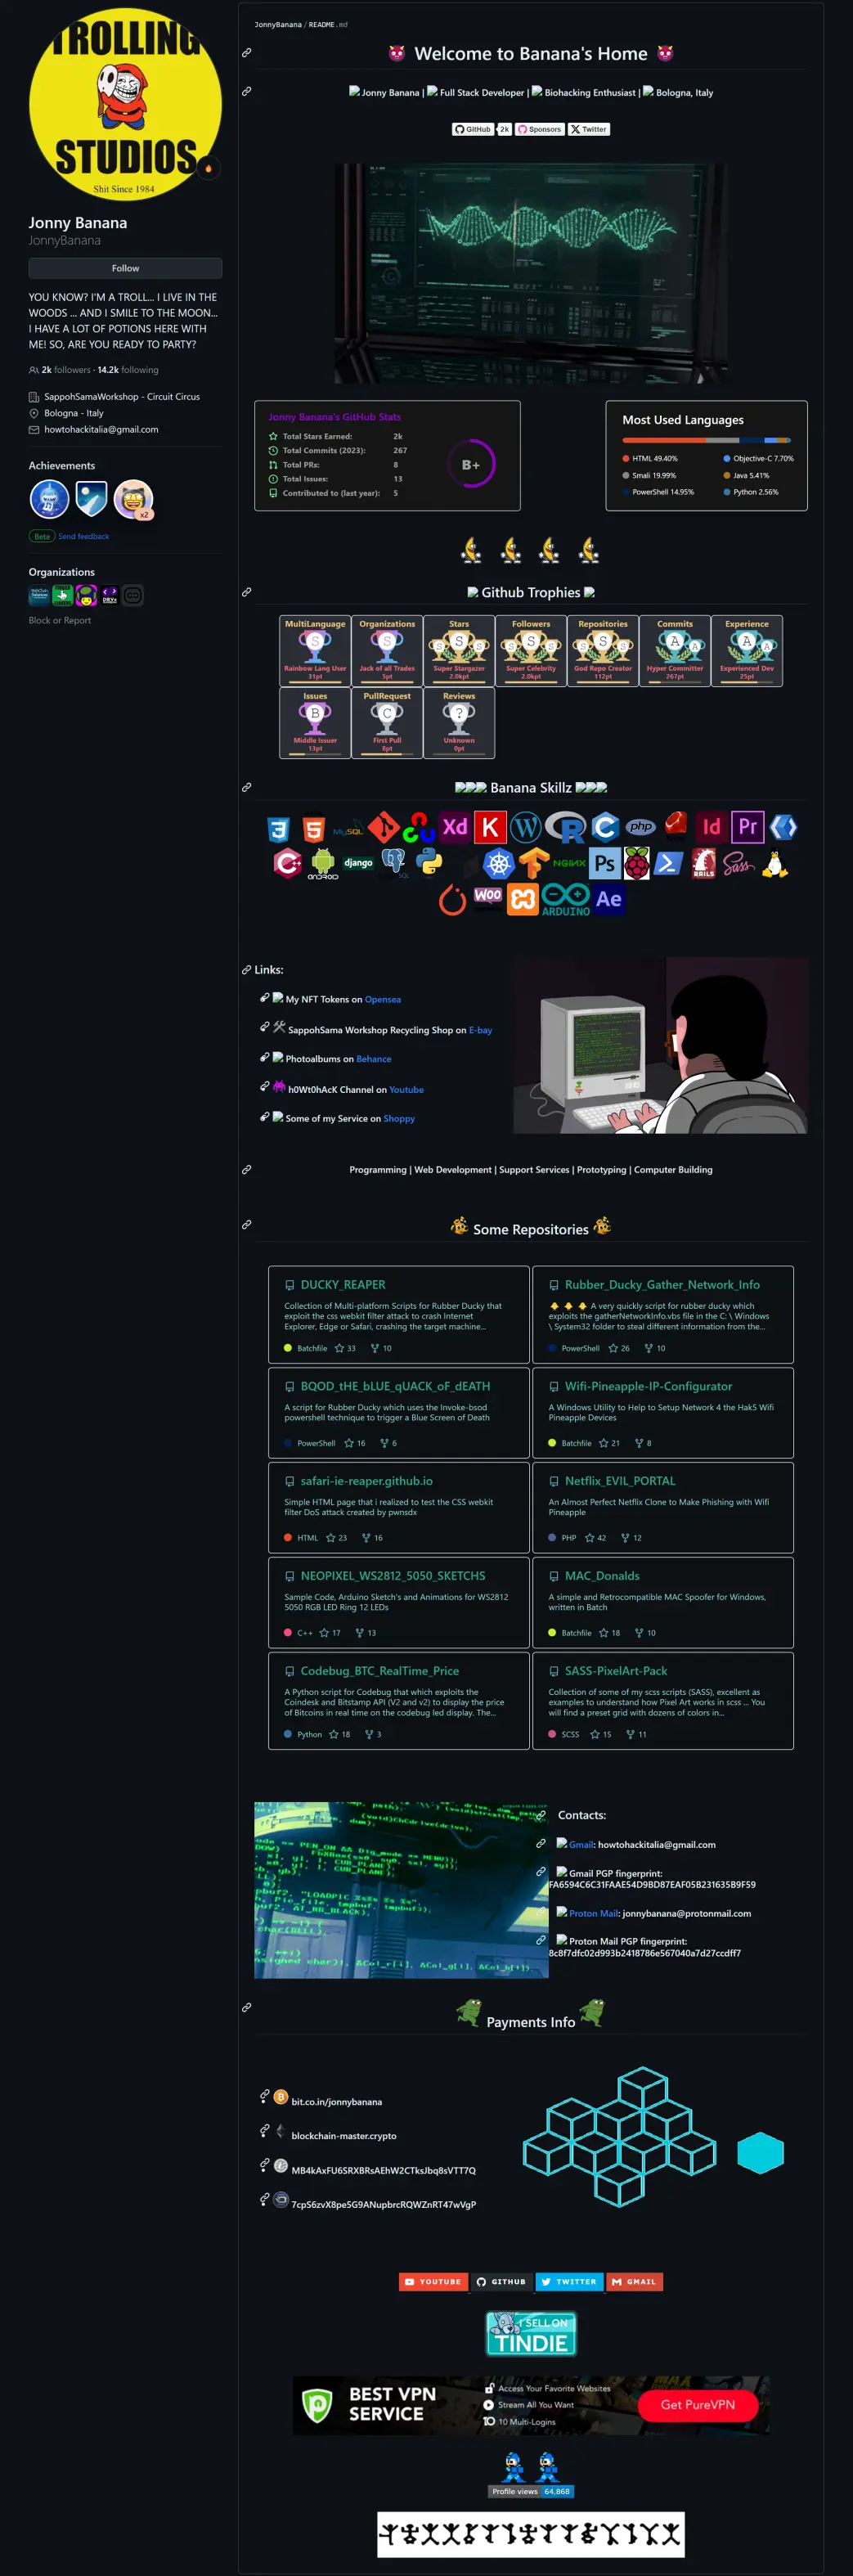 TROLLING
STUDIOS
Shit Since 1984
Jonny Banana
JonnyBanana
Follow
YOU KNOW? I'M A TROLL... I LIVE IN THE
WOODS ... AND I SMILE TO THE MOON...
I HAVE A LOT OF POTIONS HERE WITH
ME! SO, ARE YOU READY TO PARTY?
2k followers · 14.2k following
SappohSamaWorkshop - Circuit Circus
Bologna - Italy
howtohackitalia@gmail.com
Achievements
x2
Beta Send feedback
Organizations
Block or Report
JonnyBanana / README.md
Welcome to Banana's Home
Jonny Banana | Full Stack Developer | Biohacking Enthusiast | Bologna, Italy
GitHub 2k Sponsors Twitter
Jonny Banana's GitHub Stats
Total Stars Earned: 2k
Total Commits (2023): 267
Total PRs: 8
Total Issues: 13
Contributed to (last year): 5
B+
Most Used Languages
HTML 49.40% Objective-C 7.70%
Smali 19.99% Java 5.41%
PowerShell 14.95% Python 2.56%
Github Trophies
MultiLanguage Organizations Stars Followers Repositories Commits Experience
S S S S S S S S S S S A A A A
Rainbow Lang User Jack of all Trades Super Stargazer Super Celebrity God Repo Creator Hyper Committer Experienced Dev
31pt 5pt 2.0kpt 2.0kpt 112pt 267pt 25pt
Issues PullRequest Reviews
B C ?
Middle Issuer First Pull Unknown
13pt 8pt 0pt
Banana Skillz
3 5 MySQL Xd K W R C php Id Pr
C++ android django Ps RAILS Sass NGINX
Woo ARDUINO Ae
Links:
My NFT Tokens on Opensea
SappohSama Workshop Recycling Shop on E-bay
Photoalbums on Behance
h0Wt0hAcK Channel on Youtube
Some of my Service on Shoppy
Programming | Web Development | Support Services | Prototyping | Computer Building
Some Repositories
DUCKY_REAPER
Collection of Multi-platform Scripts for Rubber Ducky that
exploit the css webkit filter attack to crash Internet
Explorer, Edge or Safari, crashing the target machine...
Batchfile 33 10
Rubber_Ducky_Gather_Network_Info
A very quickly script for rubber ducky which
exploits the gatherNetworkInfo.vbs file in the C: \ Windows
\ System32 folder to steal different information from the...
PowerShell 26 10
BQOD_tHE_bLUE_qUACK_oF_dEATH
A script for Rubber Ducky which uses the Invoke-bsod
powershell technique to trigger a Blue Screen of Death
PowerShell 16 6
Wifi-Pineapple-IP-Configurator
A Windows Utility to Help to Setup Network 4 the Hak5 Wifi
Pineapple Devices
Batchfile 21 8
safari-ie-reaper.github.io
Simple HTML page that i realized to test the CSS webkit
filter DoS attack created by pwnsdx
HTML 23 16
Netflix_EVIL_PORTAL
An Almost Perfect Netflix Clone to Make Phishing with Wifi
Pineapple
PHP 42 12
NEOPIXEL_WS2812_5050_SKETCHS
Sample Code, Arduino Sketch's and Animations for WS2812
5050 RGB LED Ring 12 LEDs
C++ 17 13
MAC_Donalds
A simple and Retrocompatible MAC Spoofer for Windows,
written in Batch
Batchfile 18 10
Codebug_BTC_RealTime_Price
A Python script for Codebug that which exploits the
Coindesk and Bitstamp API (V2 and v2) to display the price
of Bitcoins in real time on the codebug led display. The...
Python 18 3
SASS-PixelArt-Pack
Collection of some of my scss scripts (SASS), excellent as
examples to understand how Pixel Art works in scss ... You
will find a preset grid with dozens of colors in...
SCSS 15 11
Contacts:
Gmail: howtohackitalia@gmail.com
Gmail PGP fingerprint:
FA6594C6C31FAAE54D9BD87EAF05B231635B9F59
Proton Mail: jonnybanana@protonmail.com
Proton Mail PGP fingerprint:
8c8f7dfc02d993b2418786e567040a7d27ccdff7
Payments Info
bit.co.in/jonnybanana
blockchain-master.crypto
MB4kAxFU6SRXBRsAEhW2CTksJbq8sVTT7Q
7cpS6zvX8pe5G9ANupbrcRQWZnRT47wVgP
YOUTUBE GITHUB TWITTER GMAIL
I SELL ON
TINDIE
BEST VPN
SERVICE
Access Your Favorite Websites
Stream All You Want
10 Multi-Logins
Get PureVPN
Profile views 64,868